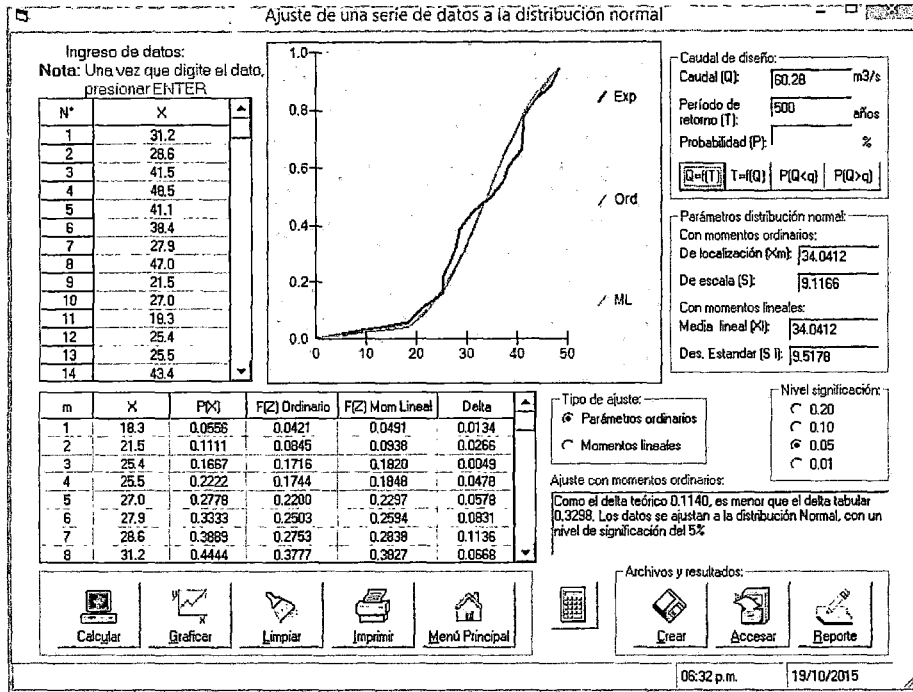 Ajuste de una serie de datos a la distribución normal
Ingreso de datos:
Nota: Una vez que digite el dato,
presionar ENTER
N° X
1 31.2
2 28.6
3 41.5
4 48.5
5 41.1
6 38.4
7 27.9
8 47.0
9 21.5
10 27.0
11 18.3
12 25.4
13 25.5
14 43.4
1.0
0.8
0.6
0.4
0.2
0.0
0 10 20 30 40 50
Exp
Ord
ML
Caudal de diseño:
Caudal (Q): 60.28 m3/s
Período de
retorno (T): 500 años
Probabilidad (P): %
Q=f(T) T=f(Q) P(Q<q) P(Q>q)
Parámetros distribución normal:
Con momentos ordinarios:
De localización (Xm): 34.0412
De escala (S): 9.1166
Con momentos lineales:
Media lineal (Xl): 34.0412
Des. Estandar (S l): 9.5178
m X P(X) F(Z) Ordinario F(Z) Mom Lineal Delta
1 18.3 0.0556 0.0421 0.0491 0.0134
2 21.5 0.1111 0.0845 0.0938 0.0266
3 25.4 0.1667 0.1716 0.1820 0.0049
4 25.5 0.2222 0.1744 0.1848 0.0478
5 27.0 0.2778 0.2200 0.2297 0.0578
6 27.9 0.3333 0.2503 0.2594 0.0831
7 28.6 0.3889 0.2753 0.2838 0.1136
8 31.2 0.4444 0.3777 0.3827 0.0668
Tipo de ajuste:
Parámetros ordinarios
Momentos lineales
Nivel significación:
0.20
0.10
0.05
0.01
Ajuste con momentos ordinarios:
Como el delta teórico 0.1140, es menor que el delta tabular
0.3298. Los datos se ajustan a la distribución Normal, con un
nivel de significación del 5%
Calcular Graficar Limpiar Imprimir Menú Principal
Archivos y resultados:
Crear Accesar Reporte
06:32 p.m. 19/10/2015